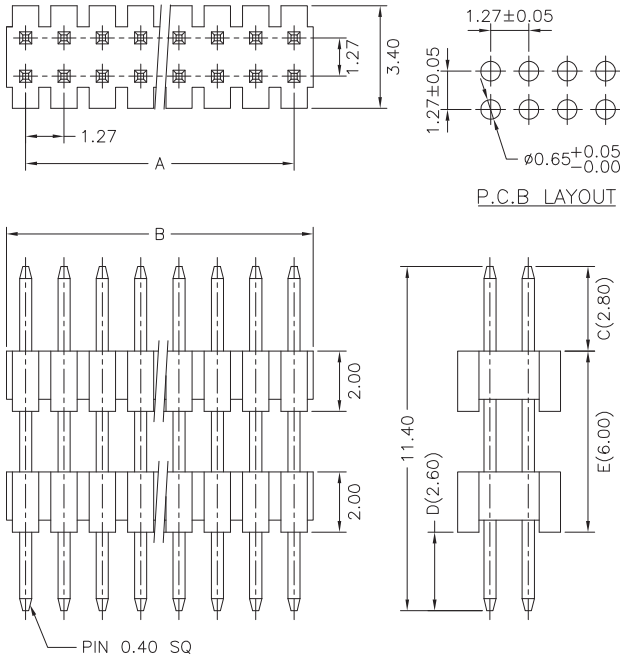 1.27
3.40
1.27
A
1.27±0.05
1.27±0.05
ø0.65+0.05
-0.00
P.C.B LAYOUT
B
2.00
2.00
11.40
D(2.60)
C(2.80)
E(6.00)
PIN 0.40 SQ